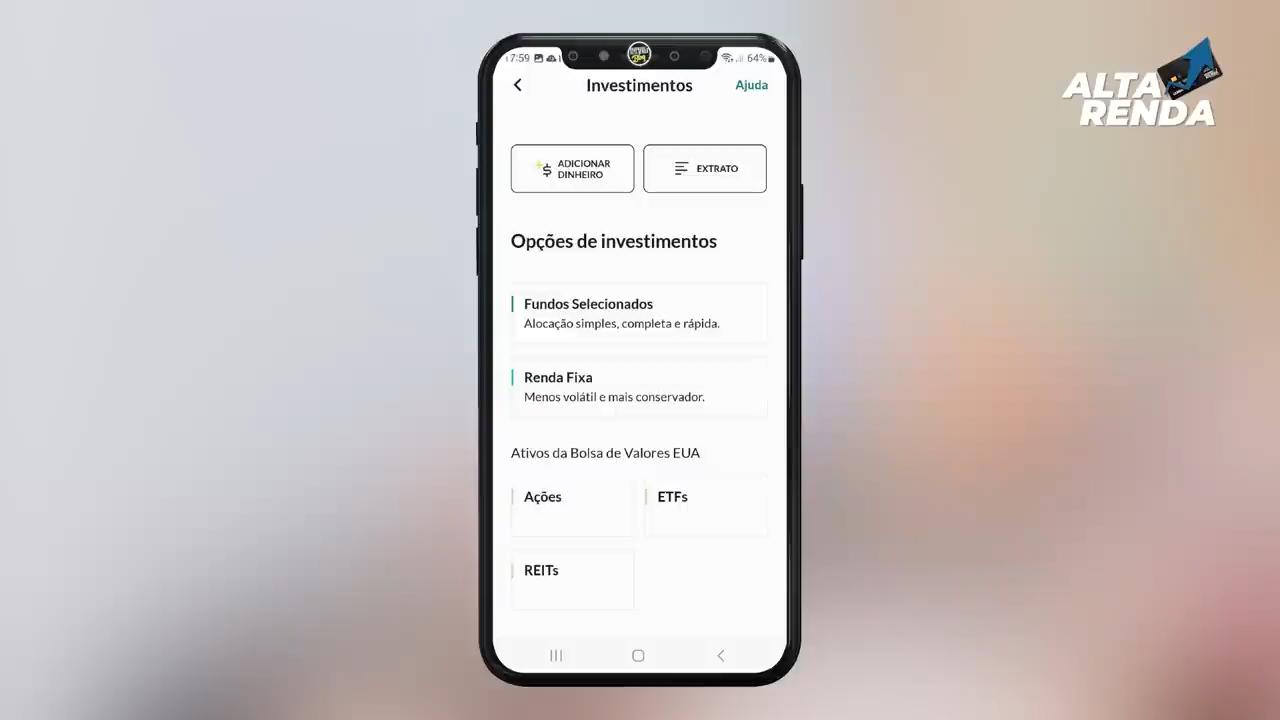 17:59
64%
Investimentos
Ajuda
ADICIONAR
DINHEIRO
EXTRATO
Opções de investimentos
Fundos Selecionados
Alocação simples, completa e rápida.
Renda Fixa
Menos volátil e mais conservador.
Ativos da Bolsa de Valores EUA
Ações
ETFs
REITs
ALTA
RENDA